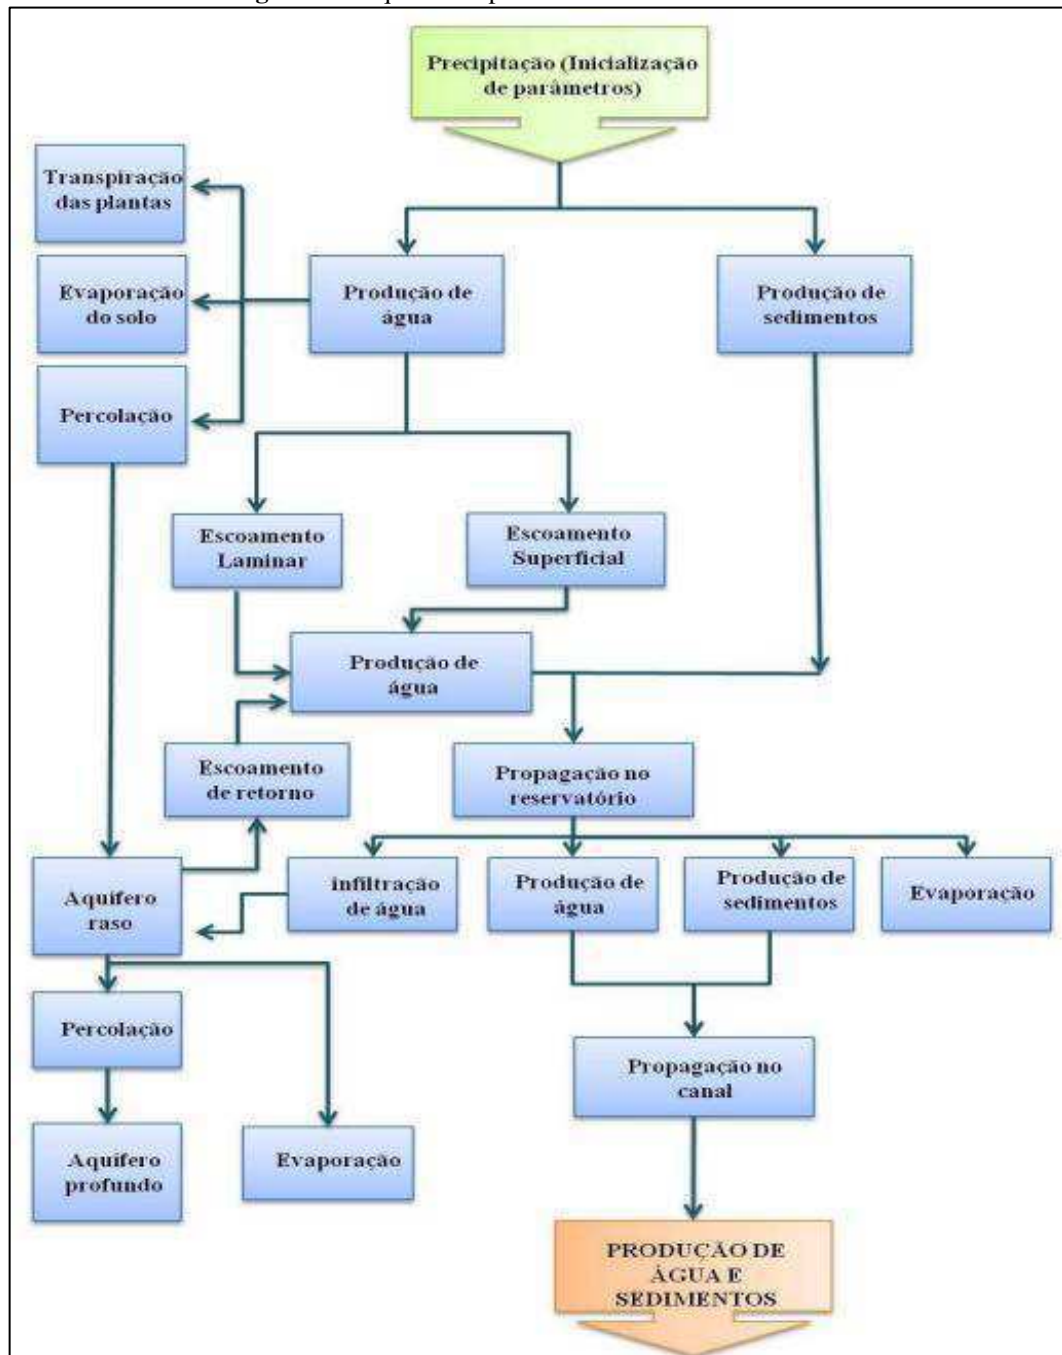 Precipitação (Inicialização
de parâmetros)
Transpiração
das plantas
Evaporação
do solo
Produção de
água
Produção de
sedimentos
Percolação
Escoamento
Laminar
Escoamento
Superficial
Produção de
água
Escoamento
de retorno
Propagação no
reservatório
Aquífero
raso
infiltração
de água
Produção de
água
Produção de
sedimentos
Evaporação
Percolação
Propagação no
canal
Aquífero
profundo
Evaporação
PRODUÇÃO DE
ÁGUA E
SEDIMENTOS